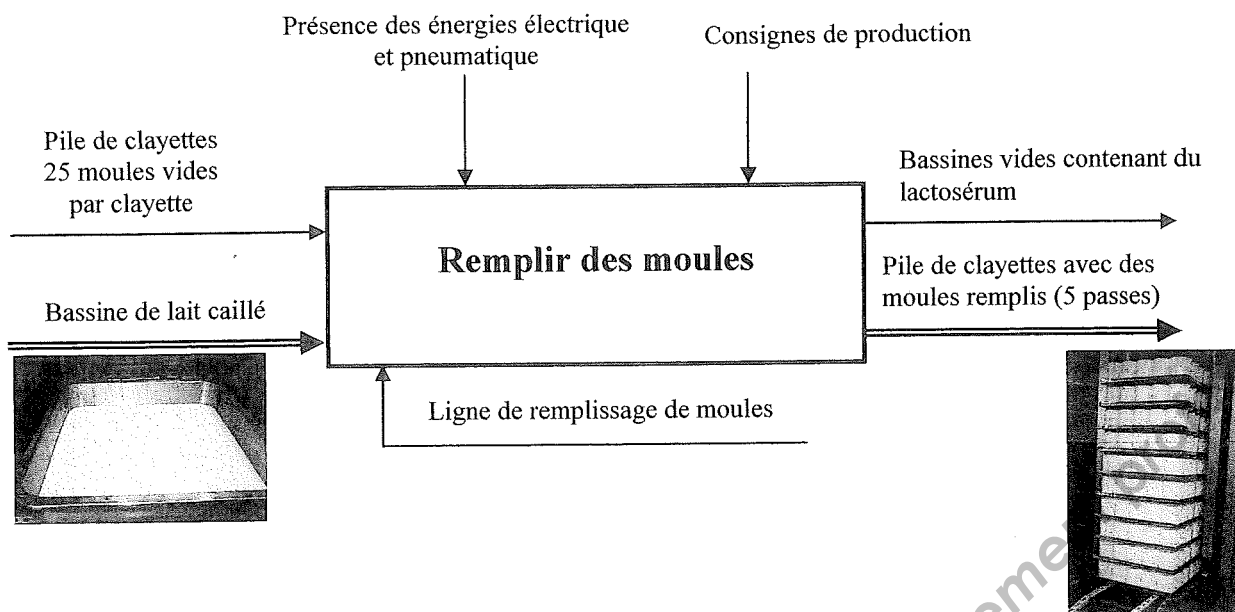 Présence des énergies électrique
et pneumatique
Consignes de production
Pile de clayettes
25 moules vides
par clayette
Bassines vides contenant du
lactosérum
Remplir des moules
Pile de clayettes avec des
moules remplis (5 passes)
Bassine de lait caillé
Ligne de remplissage de moules